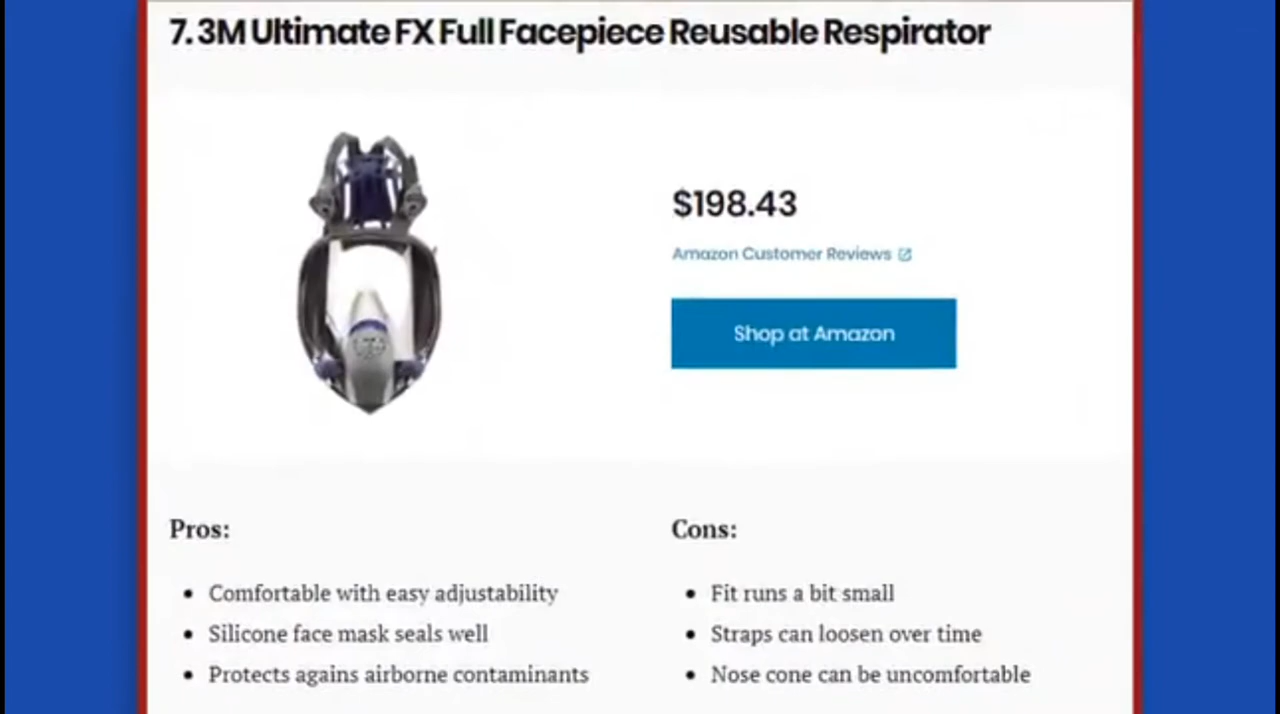 7. 3M Ultimate FX Full Facepiece Reusable Respirator
$198.43
Amazon Customer Reviews
Shop at Amazon
Pros:
Comfortable with easy adjustability
Silicone face mask seals well
Protects agains airborne contaminants
Cons:
Fit runs a bit small
Straps can loosen over time
Nose cone can be uncomfortable